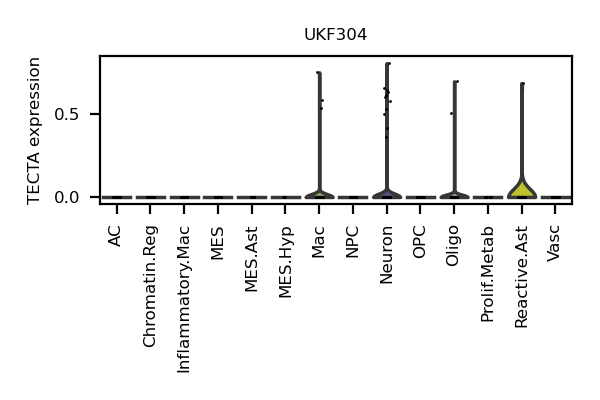 UKF304
TECTA expression
0.5
0.0
AC
Chromatin.Reg
Inflammatory.Mac
MES
MES.Ast
MES.Hyp
Mac
NPC
Neuron
OPC
Oligo
Prolif.Metab
Reactive.Ast
Vasc